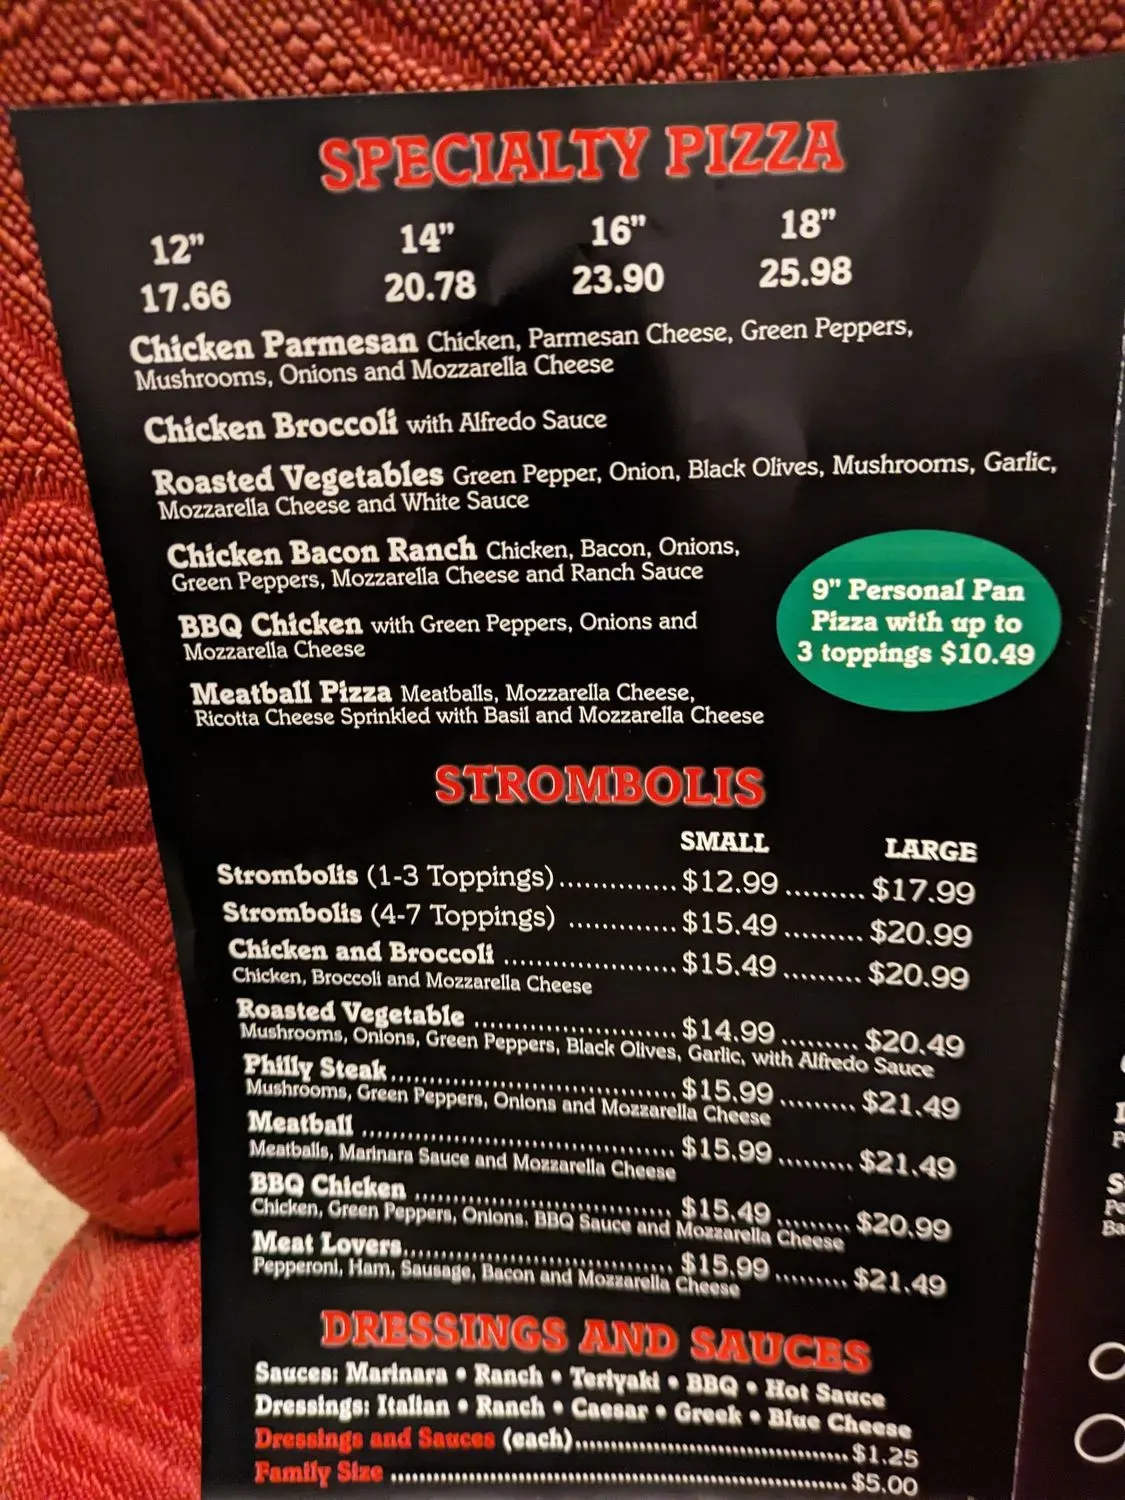 SPECIALTY PIZZA
12” 14” 16” 18”
17.66 20.78 23.90 25.98
Chicken Parmesan Chicken, Parmesan Cheese, Green Peppers,
Mushrooms, Onions and Mozzarella Cheese
Chicken Broccoli with Alfredo Sauce
Roasted Vegetables Green Pepper, Onion, Black Olives, Mushrooms, Garlic,
Mozzarella Cheese and White Sauce
Chicken Bacon Ranch Chicken, Bacon, Onions,
Green Peppers, Mozzarella Cheese and Ranch Sauce
BBQ Chicken with Green Peppers, Onions and
Mozzarella Cheese
Meatball Pizza Meatballs, Mozzarella Cheese,
Ricotta Cheese Sprinkled with Basil and Mozzarella Cheese
9" Personal Pan
Pizza with up to
3 toppings $10.49
STROMBOLIS
SMALL LARGE
Strombolis (1-3 Toppings)............. $12.99 ......... $17.99
Strombolis (4-7 Toppings) ............ $15.49 ......... $20.99
Chicken and Broccoli .................... $15.49 ......... $20.99
Chicken, Broccoli and Mozzarella Cheese
Roasted Vegetable ........................ $14.99 ......... $20.49
Mushrooms, Onions, Green Peppers, Black Olives, Garlic, with Alfredo Sauce
Philly Steak.................................. $15.99 ......... $21.49
Mushrooms, Green Peppers, Onions and Mozzarella Cheese
Meatball ...................................... $15.99 ......... $21.49
Meatballs, Marinara Sauce and Mozzarella Cheese
BBQ Chicken ............................... $15.49 ......... $20.99
Chicken, Green Peppers, Onions, BBQ Sauce and Mozzarella Cheese
Meat Lovers................................. $15.99 ......... $21.49
Pepperoni, Ham, Sausage, Bacon and Mozzarella Cheese
DRESSINGS AND SAUCES
Sauces: Marinara • Ranch • Teriyaki • BBQ • Hot Sauce
Dressings: Italian • Ranch • Caesar • Greek • Blue Cheese
Dressings and Sauces (each)................................... $1.25
Family Size .......................................................... $5.00